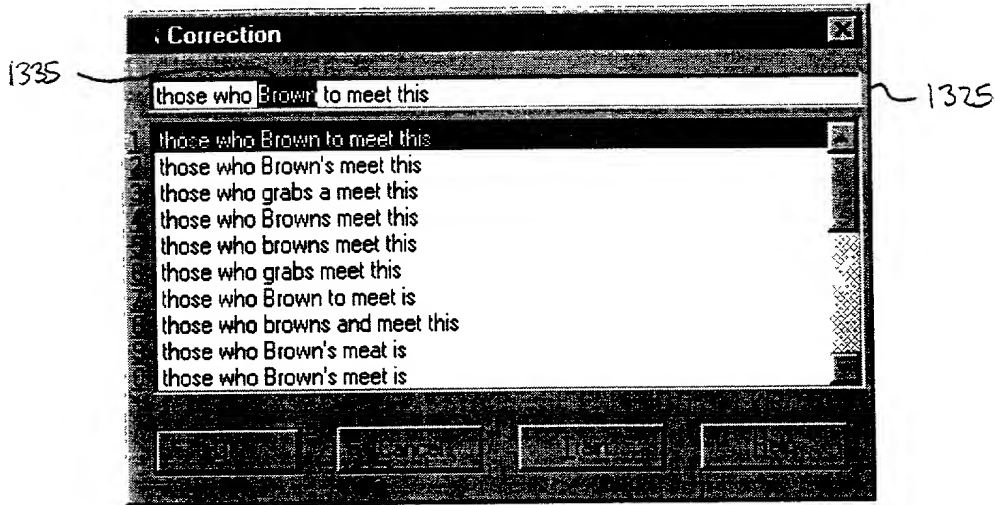 Correction
1335
those who Brown to meet this
1325
those who Brown to meet this
those who Brown's meet this
those who grabs a meet this
those who Browns meet this
those who browns meet this
those who grabs meet this
those who Brown to meet is
those who browns and meet this
those who Brown's meat is
those who Brown's meet is
Cancel